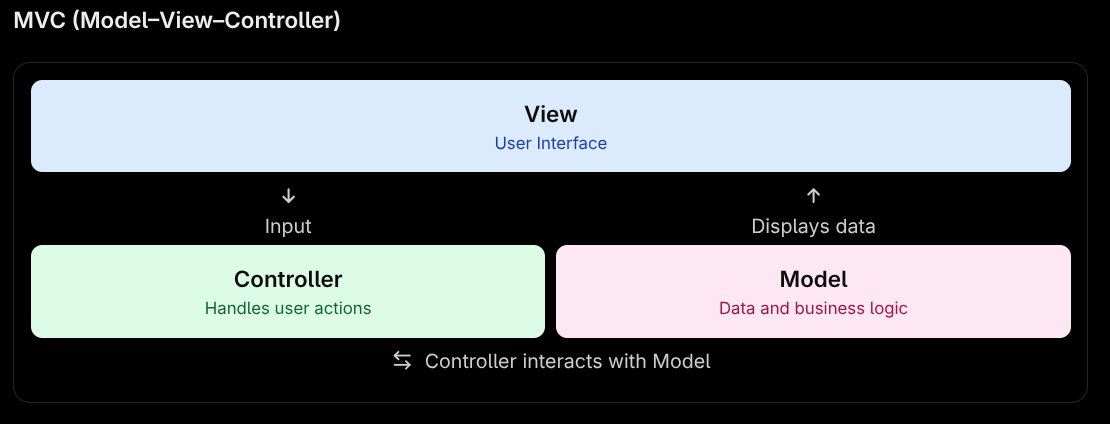 MVC (Model–View–Controller)
View
User Interface
↓ ↑
Input Displays data
Controller Model
Handles user actions Data and business logic
⇆ Controller interacts with Model